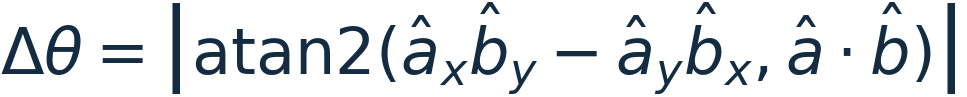 Δθ = |atan2(âₓb̂ᵧ − âᵧb̂ₓ, â · b̂)|